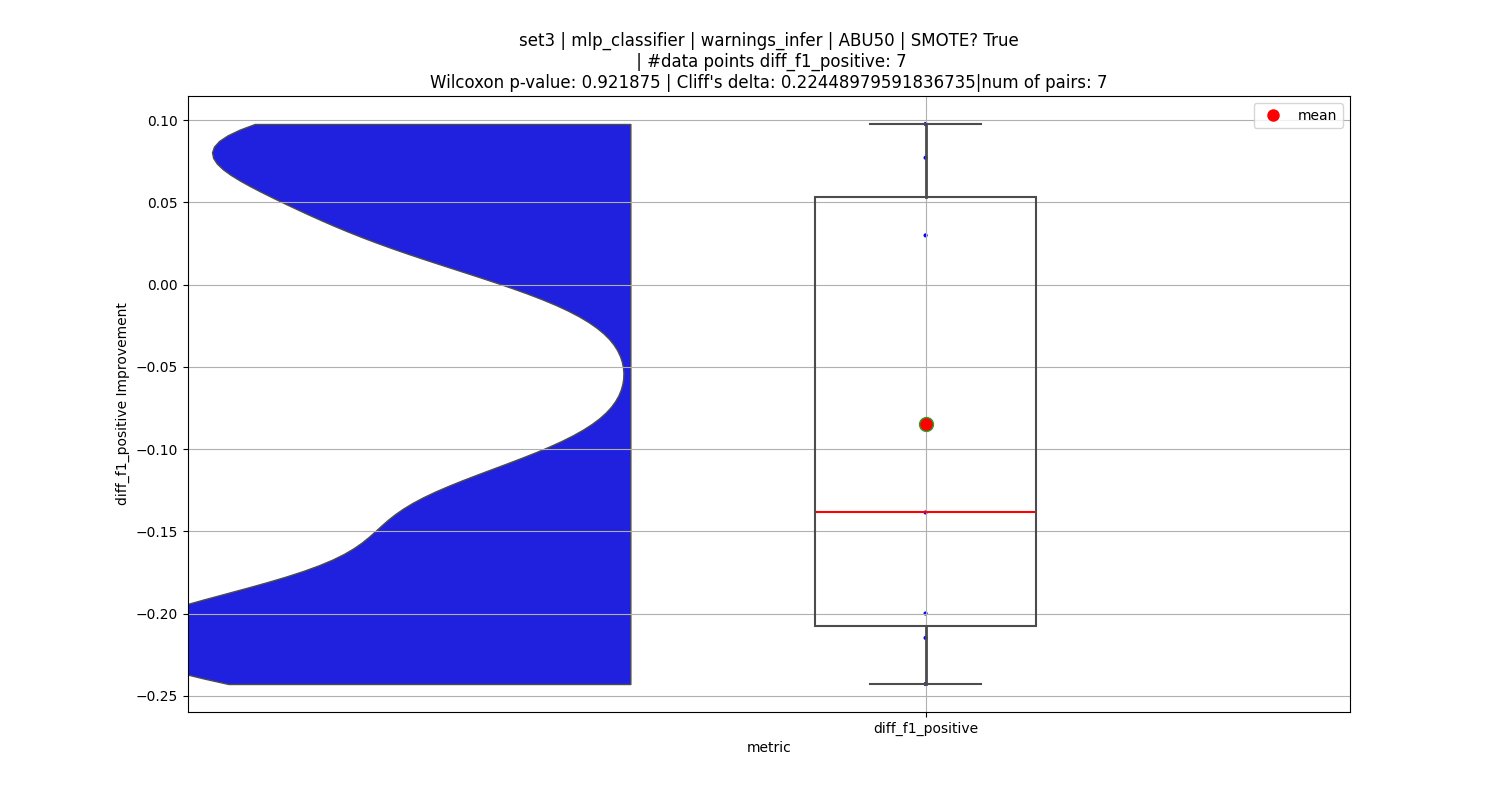 set3 | mlp_classifier | warnings_infer | ABU50 | SMOTE? True
| #data points diff_f1_positive: 7
Wilcoxon p-value: 0.921875 | Cliff's delta: 0.22448979591836735|num of pairs: 7
mean
0.10
0.05
0.00
−0.05
−0.10
−0.15
−0.20
−0.25
diff_f1_positive Improvement
diff_f1_positive
metric